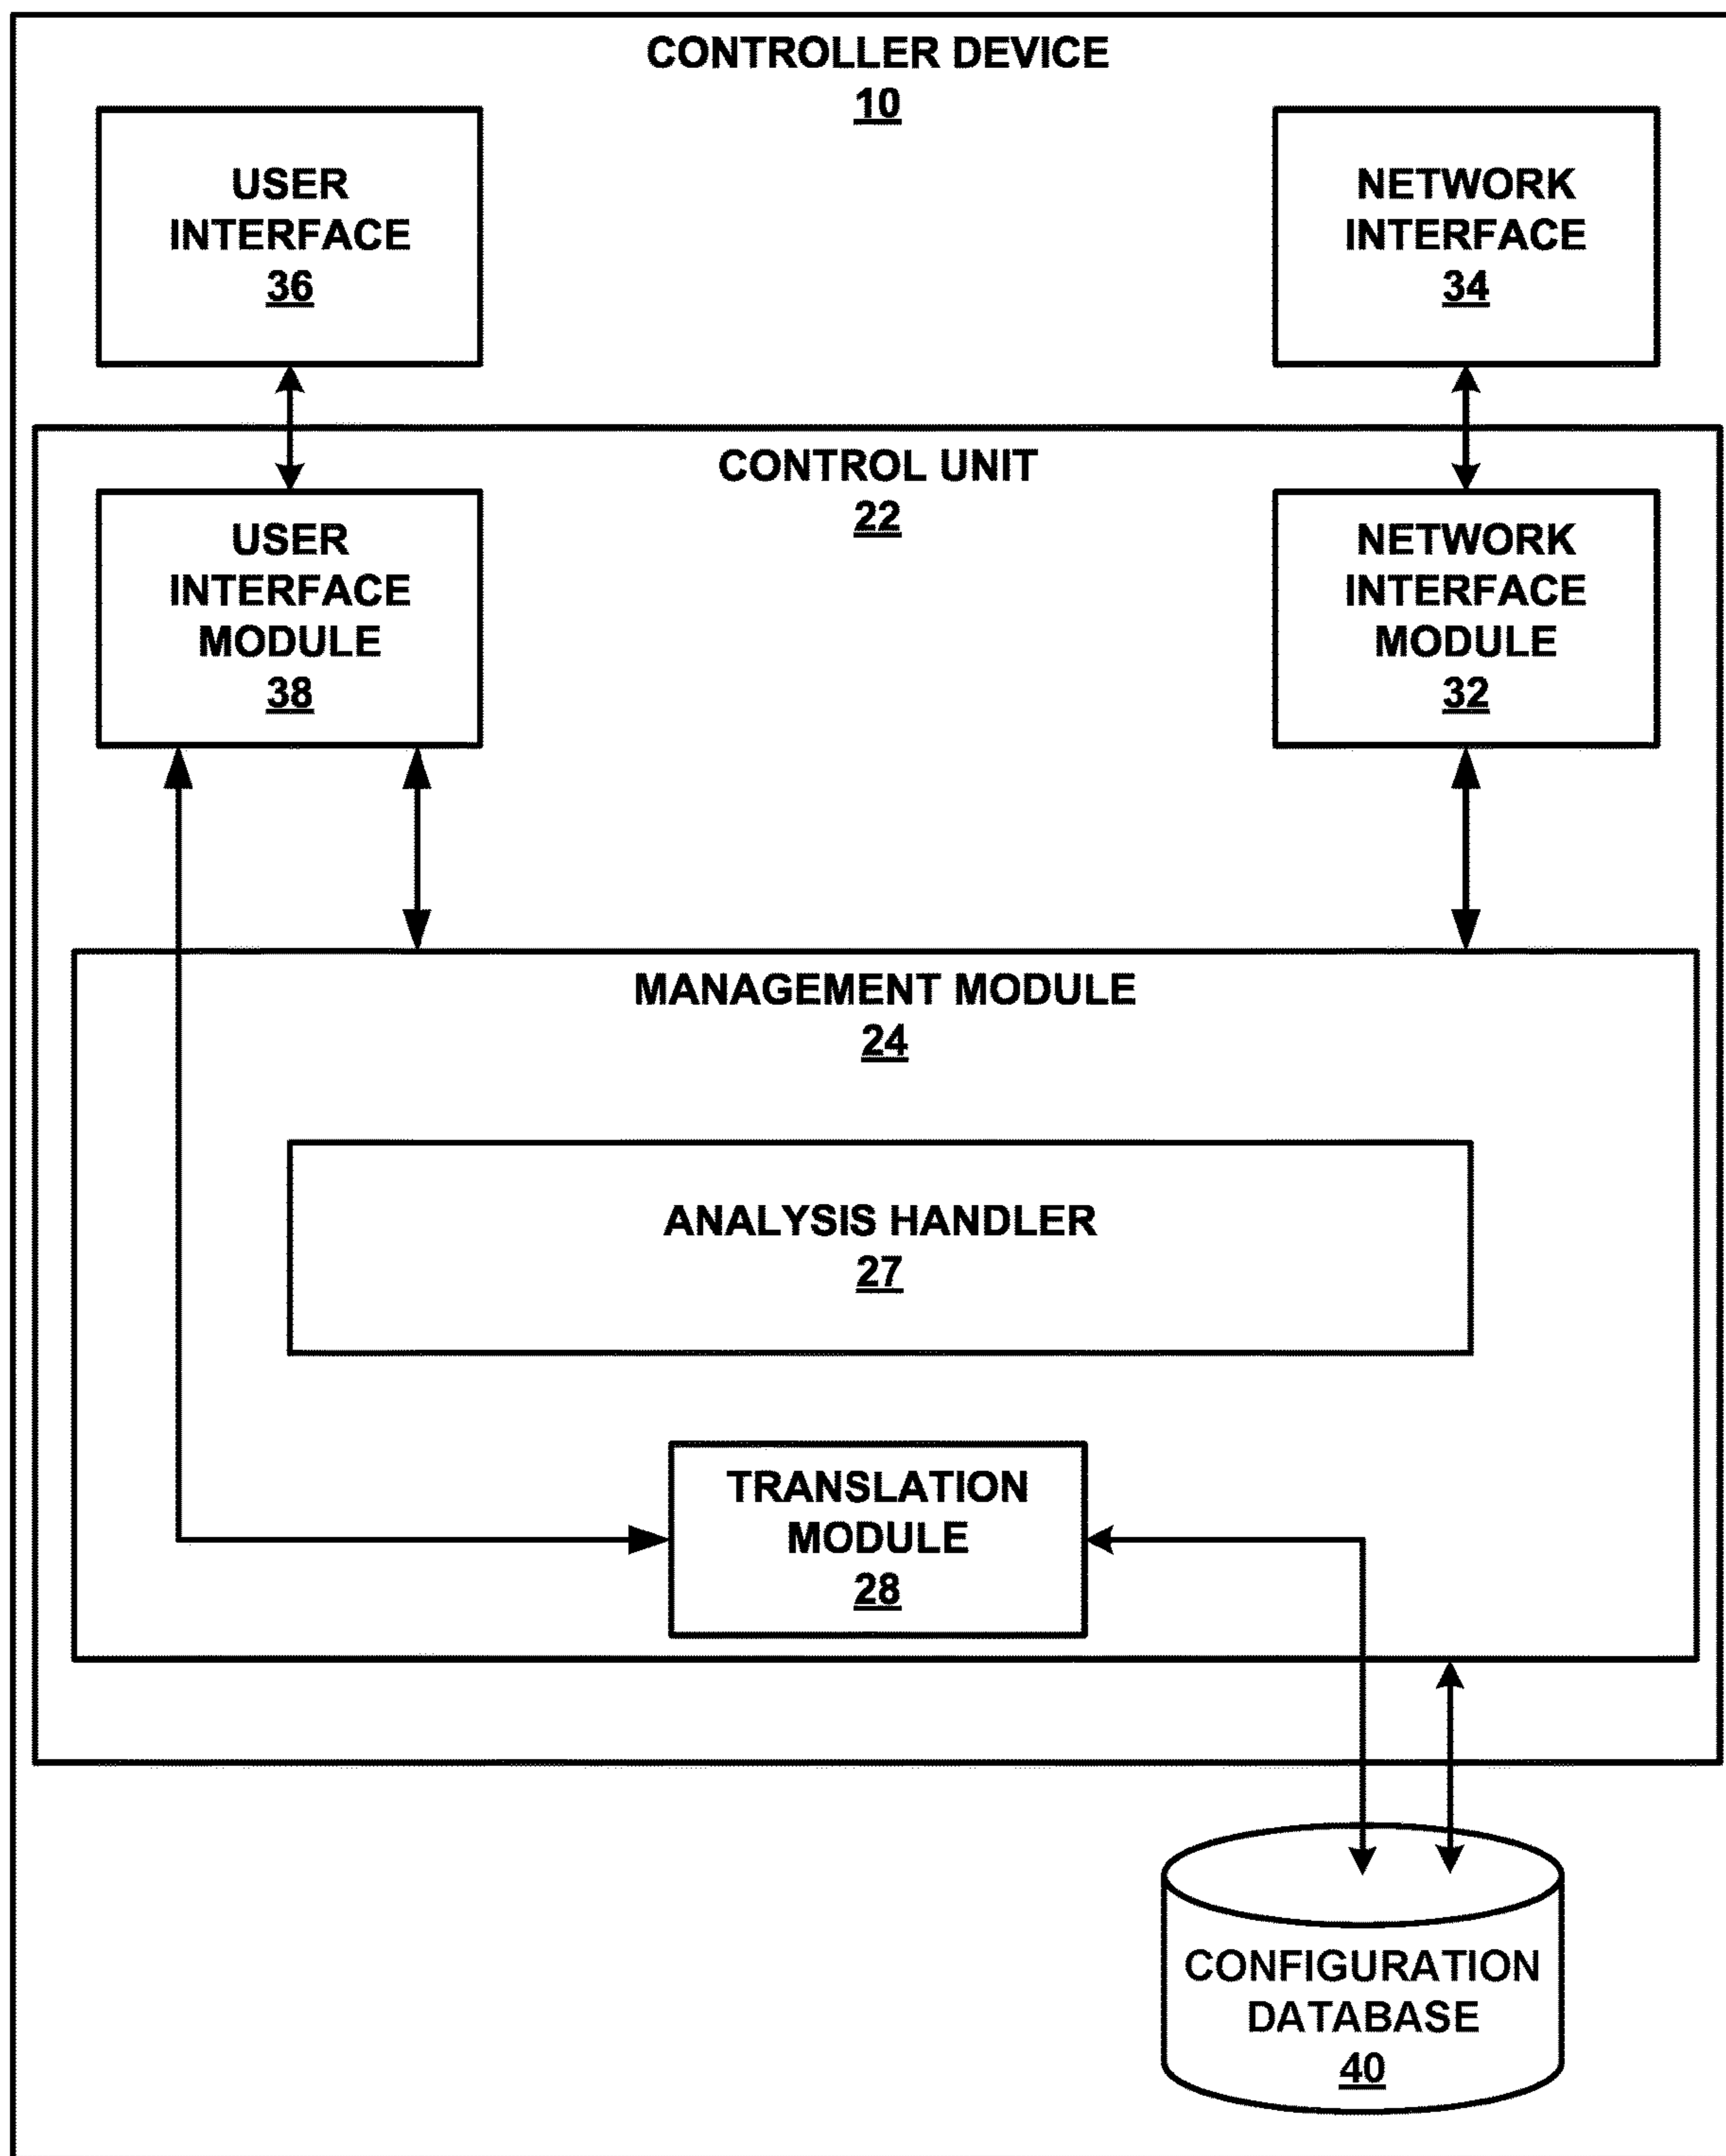 CONTROLLER DEVICE
10
USER
INTERFACE
36
NETWORK
INTERFACE
34
CONTROL UNIT
22
USER
INTERFACE
MODULE
38
NETWORK
INTERFACE
MODULE
32
MANAGEMENT MODULE
24
ANALYSIS HANDLER
27
TRANSLATION
MODULE
28
CONFIGURATION
DATABASE
40